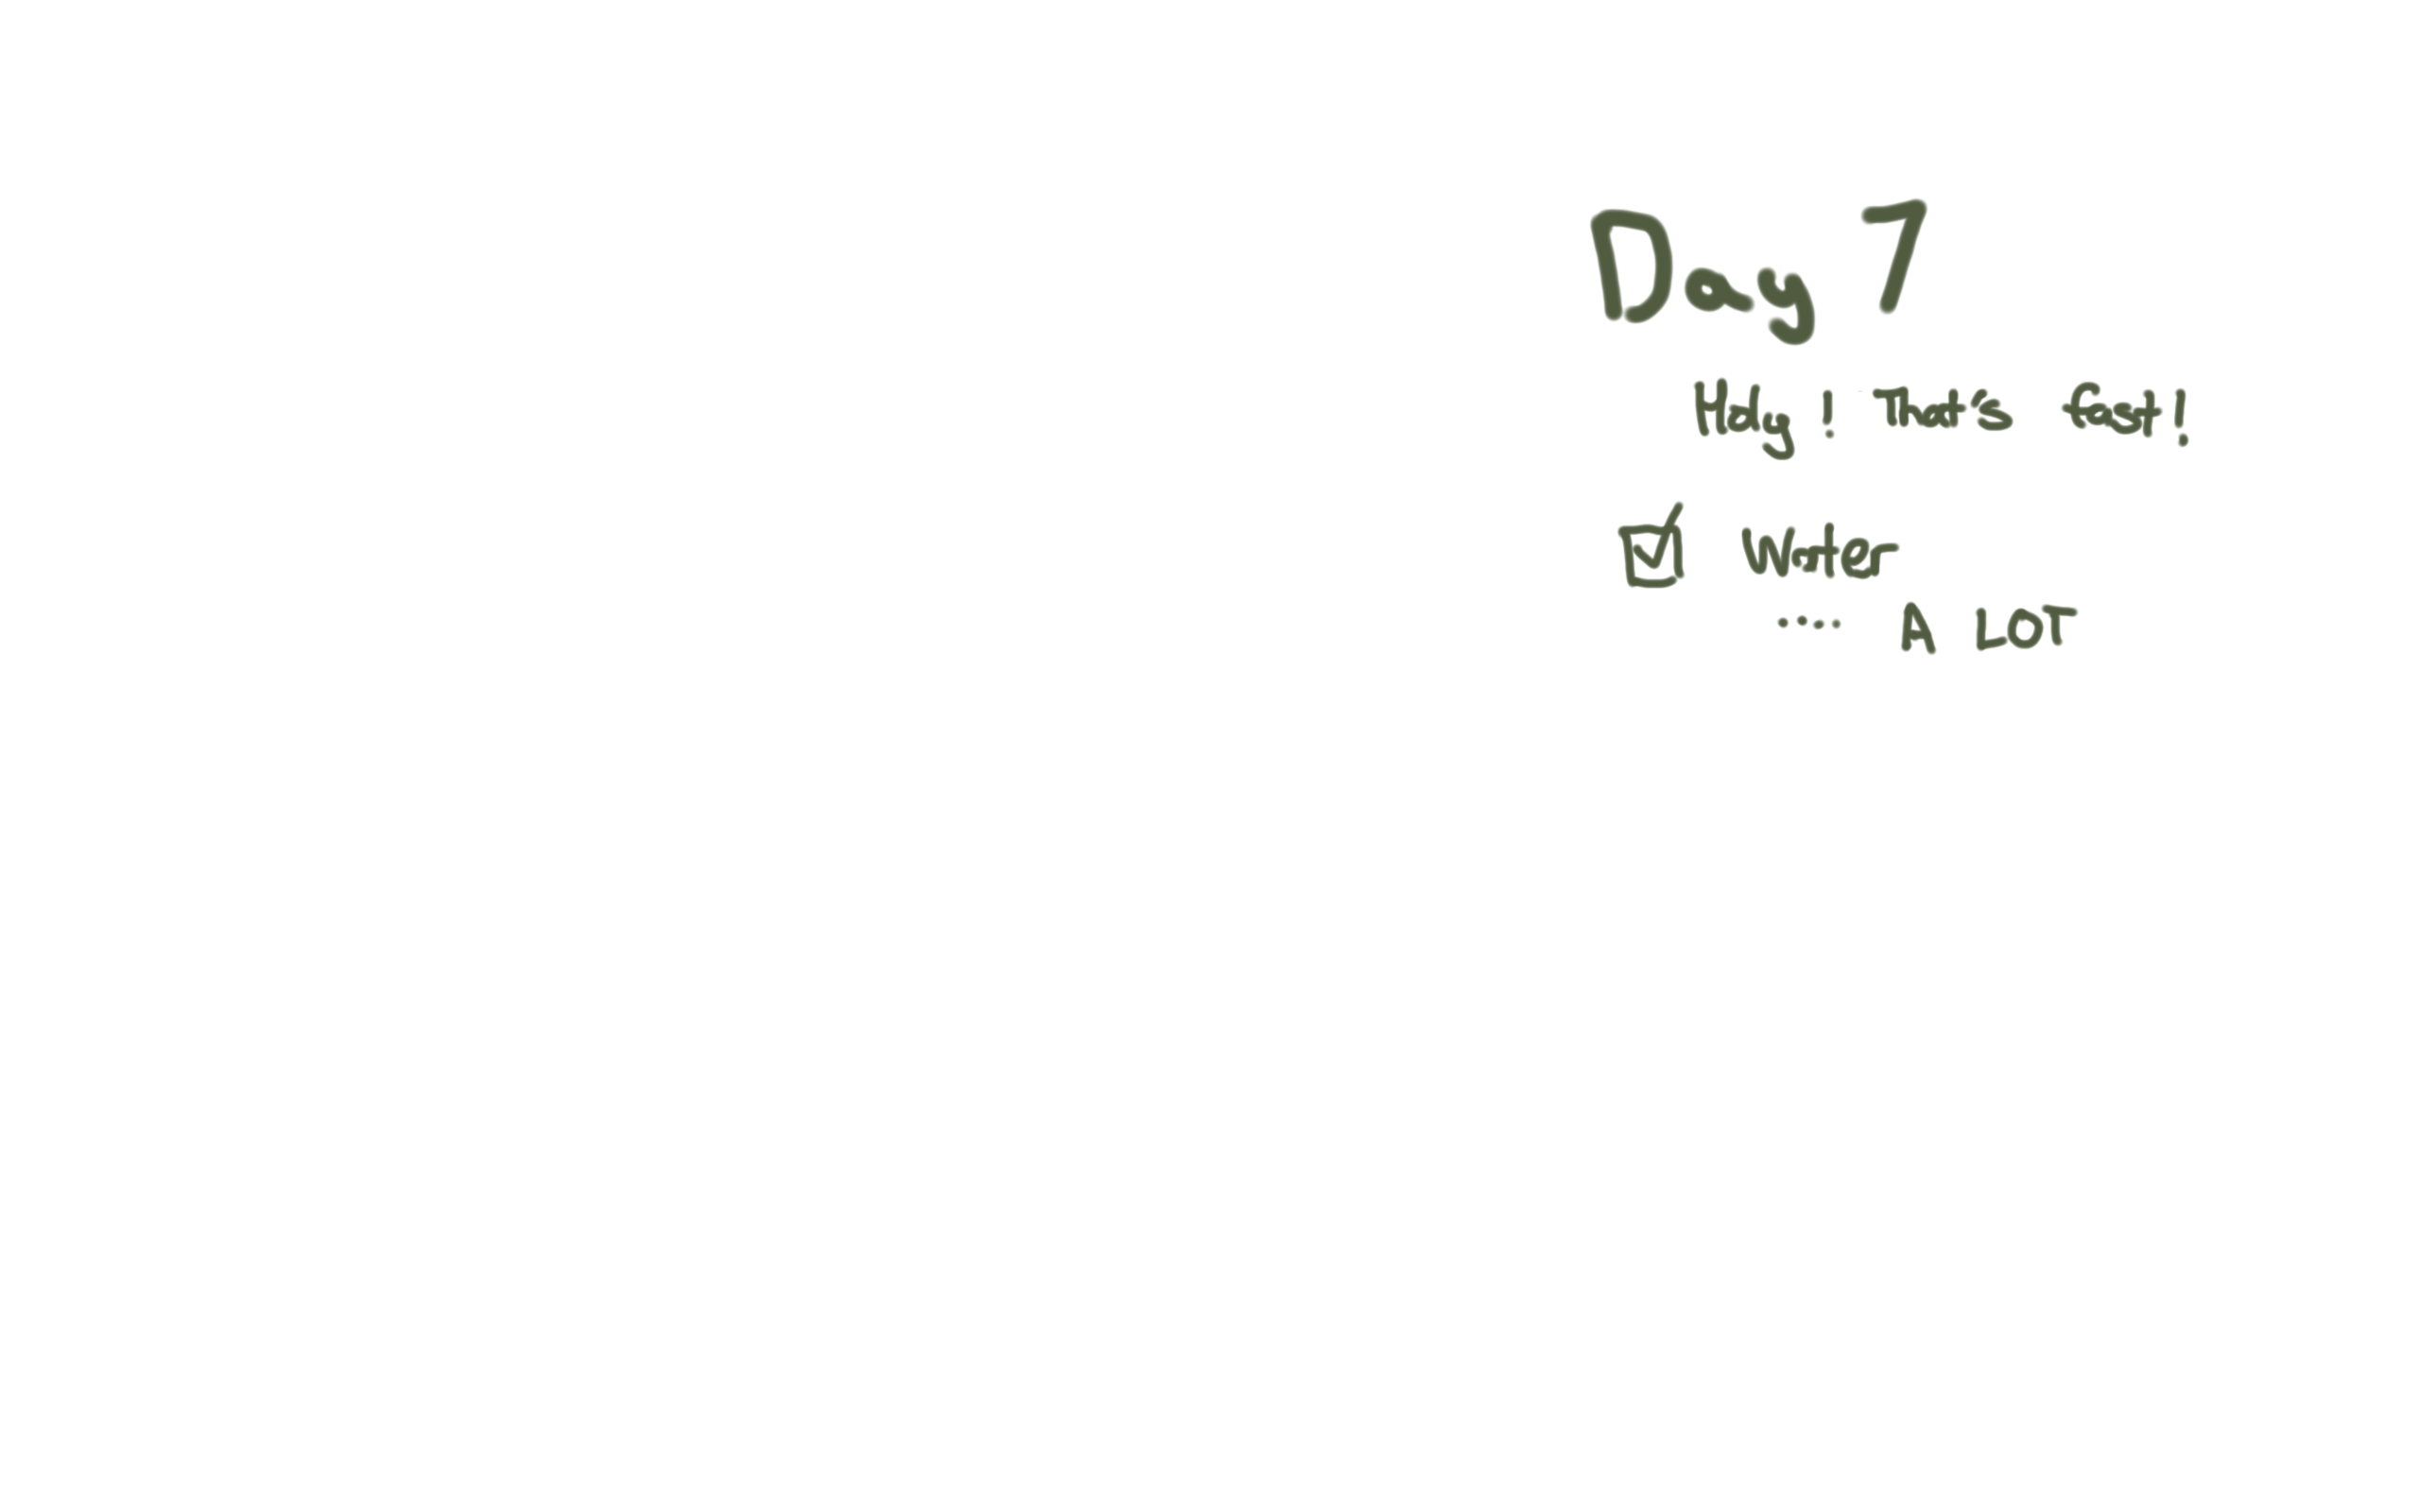 Day 7
Holy ! That's fast!
☑ Water
.... A LOT